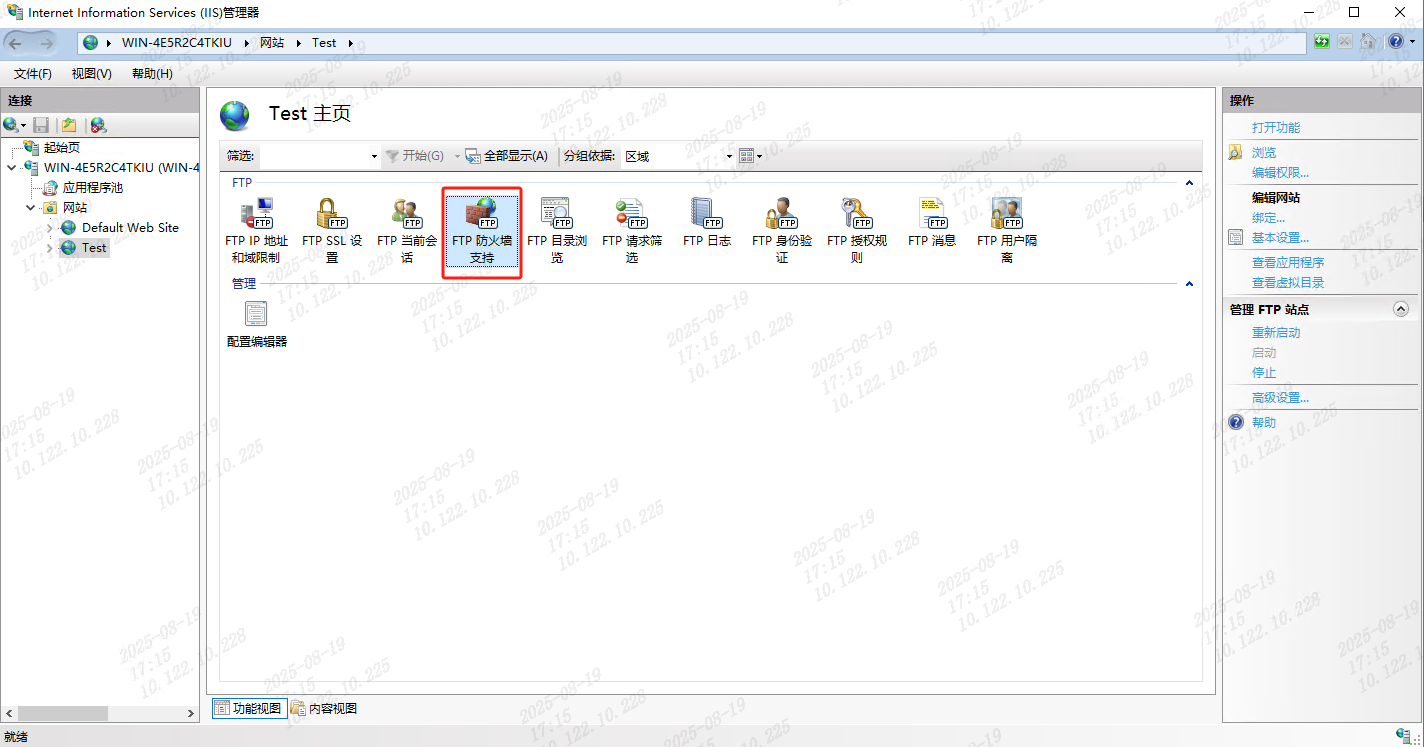 Internet Information Services (IIS)管理器
WIN-4E5R2C4TKIU 网站 Test
文件(F) 视图(V) 帮助(H)
连接
起始页
WIN-4E5R2C4TKIU (WIN-4
应用程序池
网站
Default Web Site
Test
Test 主页
筛选: 开始(G) 全部显示(A) 分组依据: 区域
FTP
FTP IP 地址
和域限制
FTP SSL 设
置
FTP 当前会
话
FTP 防火墙
支持
FTP 目录浏
览
FTP 请求筛
选
FTP 日志
FTP 身份验
证
FTP 授权规
则
FTP 消息
FTP 用户隔
离
管理
配置编辑器
功能视图 内容视图
操作
打开功能
浏览
编辑权限...
编辑网站
绑定...
基本设置...
查看应用程序
查看虚拟目录
管理 FTP 站点
重新启动
启动
停止
高级设置...
帮助
就绪
2025-08-19
17:15
10.122.10.228
2025-08-19
17:15
10.122.10.225